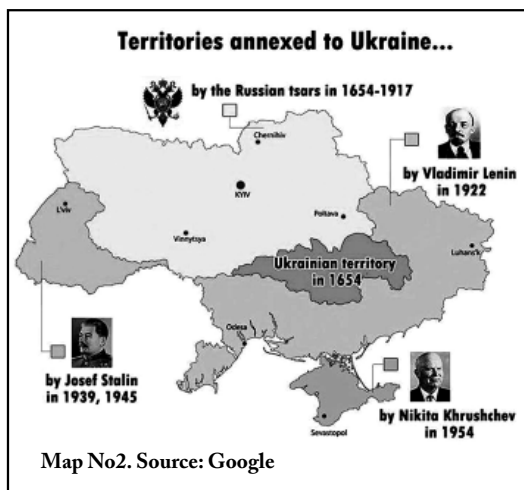 Territories annexed to Ukraine...
by the Russian tsars in 1654-1917
Chernihiv
by Vladimir Lenin
in 1922
L'viv
KYIV
Poltava
Vinnytsya
Luhans'k
Ukrainian territory
in 1654
Odesa
by Josef Stalin
in 1939, 1945
by Nikita Khrushchev
in 1954
Sevastopol
Map No2. Source: Google